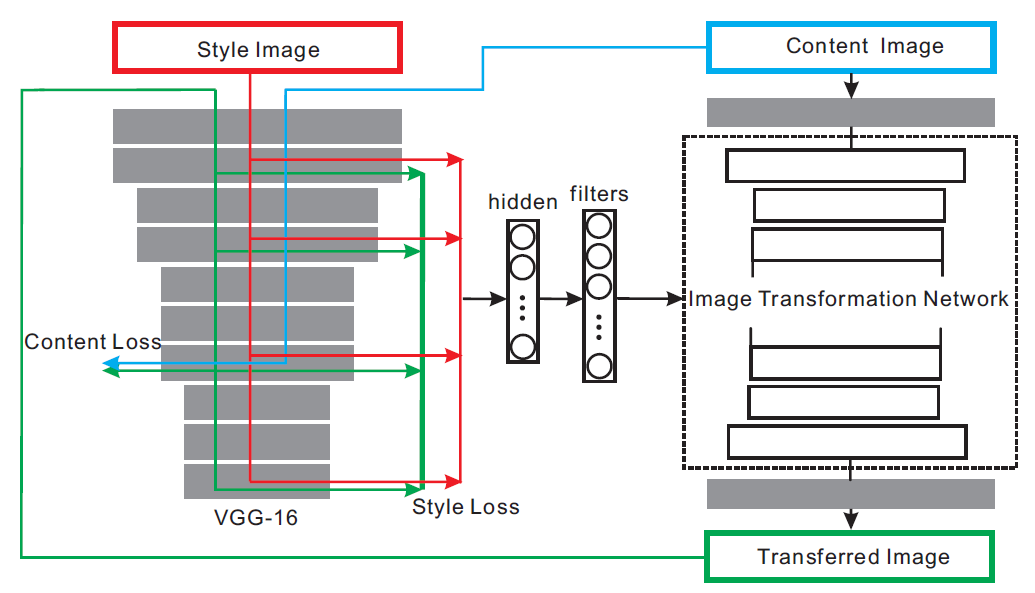 Style Image
Content Image
hidden
filters
Image Transformation Network
Content Loss
Style Loss
VGG-16
Transferred Image